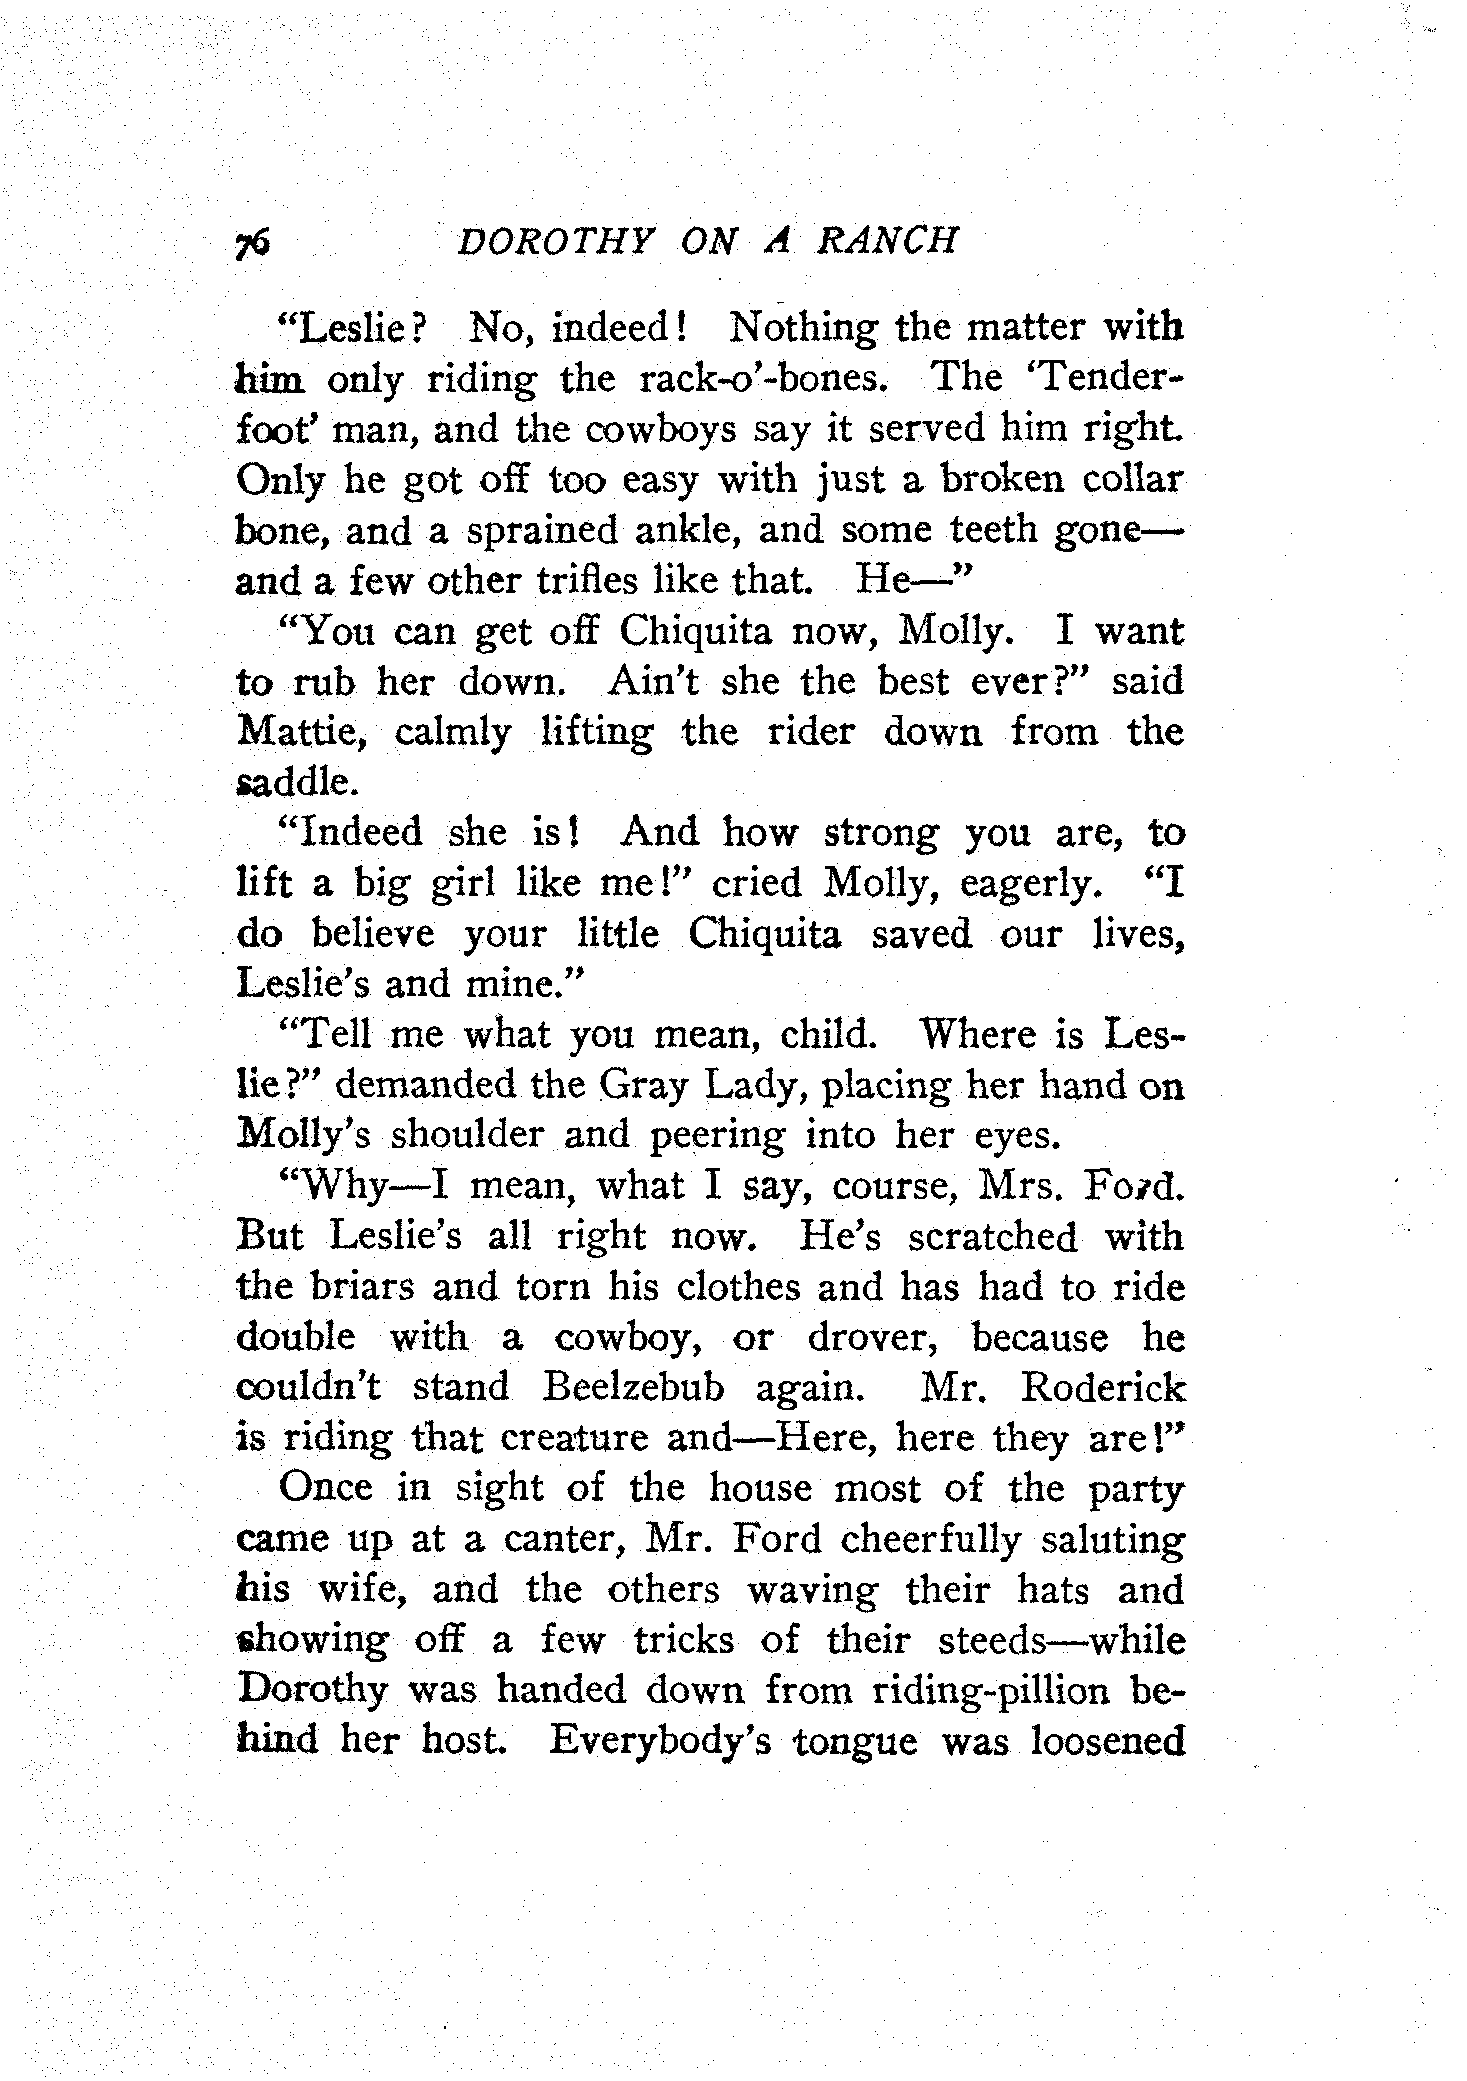 76 DOROTHY ON A RANCH
“Leslie? No, indeed! Nothing the matter with
him only riding the rack-o’-bones. The ‘Tender-
foot’ man, and the cowboys say it served him right.
Only he got off too easy with just a broken collar
bone, and a sprained ankle, and some teeth gone—
and a few other trifles like that. He—”
“You can get off Chiquita now, Molly. I want
to rub her down. Ain’t she the best ever?” said
Mattie, calmly lifting the rider down from the
saddle.
“Indeed she is! And how strong you are, to
lift a big girl like me!” cried Molly, eagerly. “I
do believe your little Chiquita saved our lives,
Leslie’s and mine.”
“Tell me what you mean, child. Where is Les-
lie?” demanded the Gray Lady, placing her hand on
Molly’s shoulder and peering into her eyes.
“Why—I mean, what I say, course, Mrs. Ford.
But Leslie’s all right now. He’s scratched with
the briars and torn his clothes and has had to ride
double with a cowboy, or drover, because he
couldn’t stand Beelzebub again. Mr. Roderick
is riding that creature and—Here, here they are!”
Once in sight of the house most of the party
came up at a canter, Mr. Ford cheerfully saluting
his wife, and the others waving their hats and
showing off a few tricks of their steeds—while
Dorothy was handed down from riding-pillion be-
hind her host. Everybody’s tongue was loosened